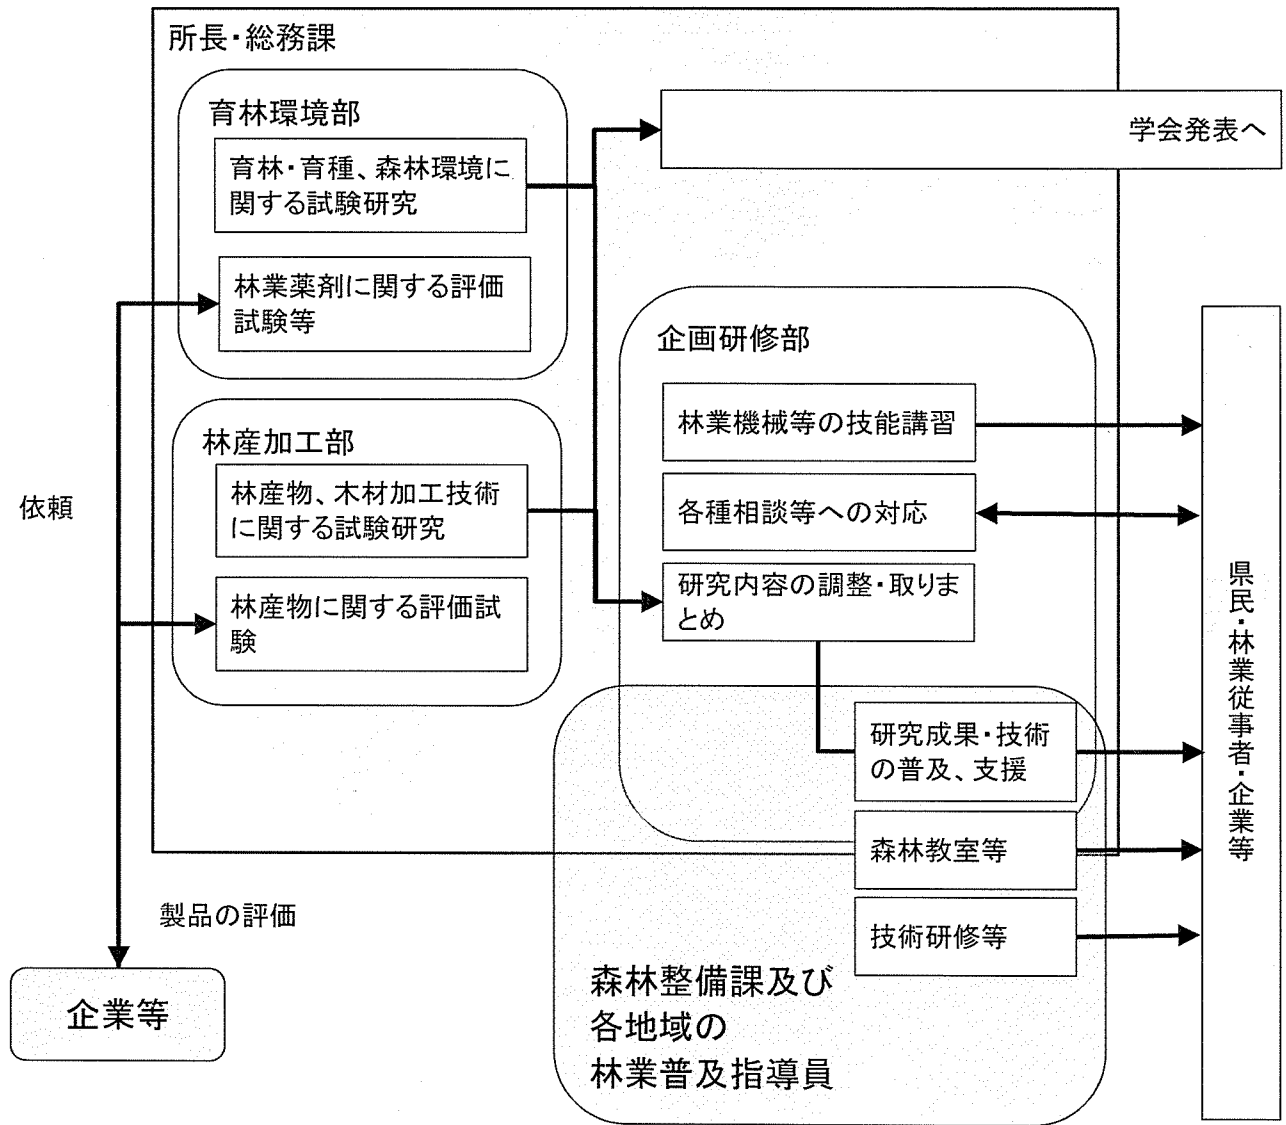 所長・総務課
育林環境部
育林・育種、森林環境に
関する試験研究
林業薬剤に関する評価
試験等
林産加工部
林産物、木材加工技術
に関する試験研究
林産物に関する評価試
験
依頼
製品の評価
企業等
学会発表へ
企画研修部
林業機械等の技能講習
各種相談等への対応
研究内容の調整・取りま
とめ
研究成果・技術
の普及、支援
森林教室等
技術研修等
森林整備課及び
各地域の
林業普及指導員
県民・林業従事者・企業等